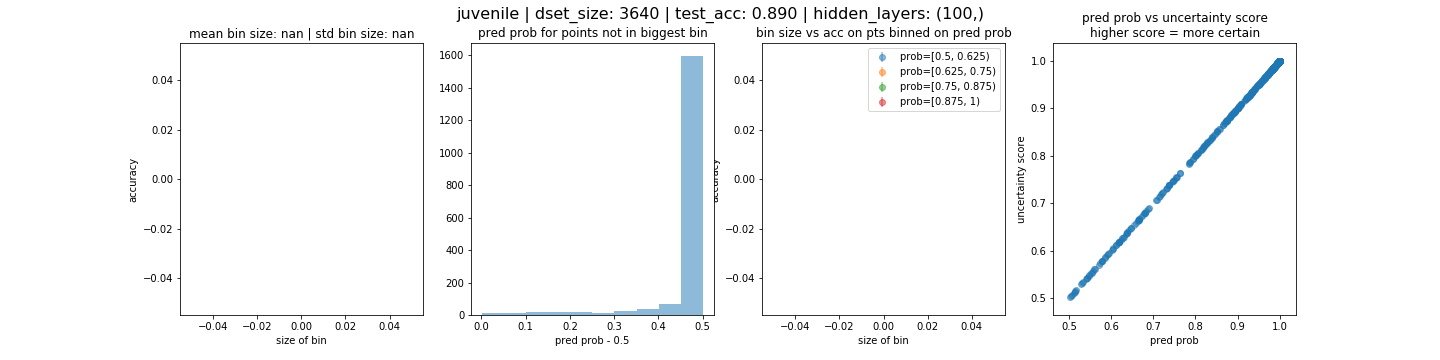 juvenile | dset_size: 3640 | test_acc: 0.890 | hidden_layers: (100,)
mean bin size: nan | std bin size: nan
0.04
0.02
0.00
−0.02
−0.04
accuracy
−0.04 −0.02 0.00 0.02 0.04
size of bin
pred prob for points not in biggest bin
1600
1400
1200
1000
800
600
400
200
0
0.0 0.1 0.2 0.3 0.4 0.5
pred prob - 0.5
bin size vs acc on pts binned on pred prob
prob=[0.5, 0.625)
prob=[0.625, 0.75)
prob=[0.75, 0.875)
prob=[0.875, 1)
0.04
0.02
0.00
−0.02
−0.04
accuracy
−0.04 −0.02 0.00 0.02 0.04
size of bin
pred prob vs uncertainty score
higher score = more certain
1.0
0.9
0.8
0.7
0.6
0.5
uncertainty score
0.5 0.6 0.7 0.8 0.9 1.0
pred prob